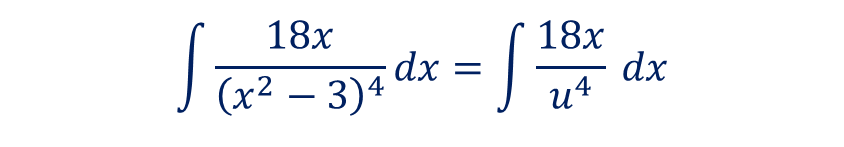 ∫ 18x/(x² − 3)⁴ dx = ∫ 18x/u⁴ dx